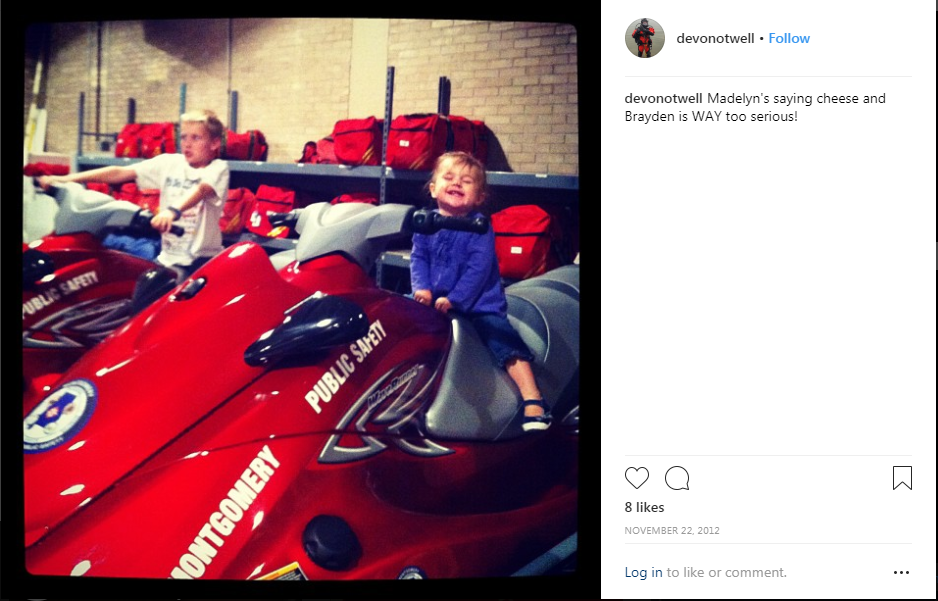 devonotwell • Follow
devonotwell Madelyn's saying cheese and
Brayden is WAY too serious!
PUBLIC SAFETY
PUBLIC SAFETY
MONTGOMERY
8 likes
NOVEMBER 22, 2012
Log in to like or comment.